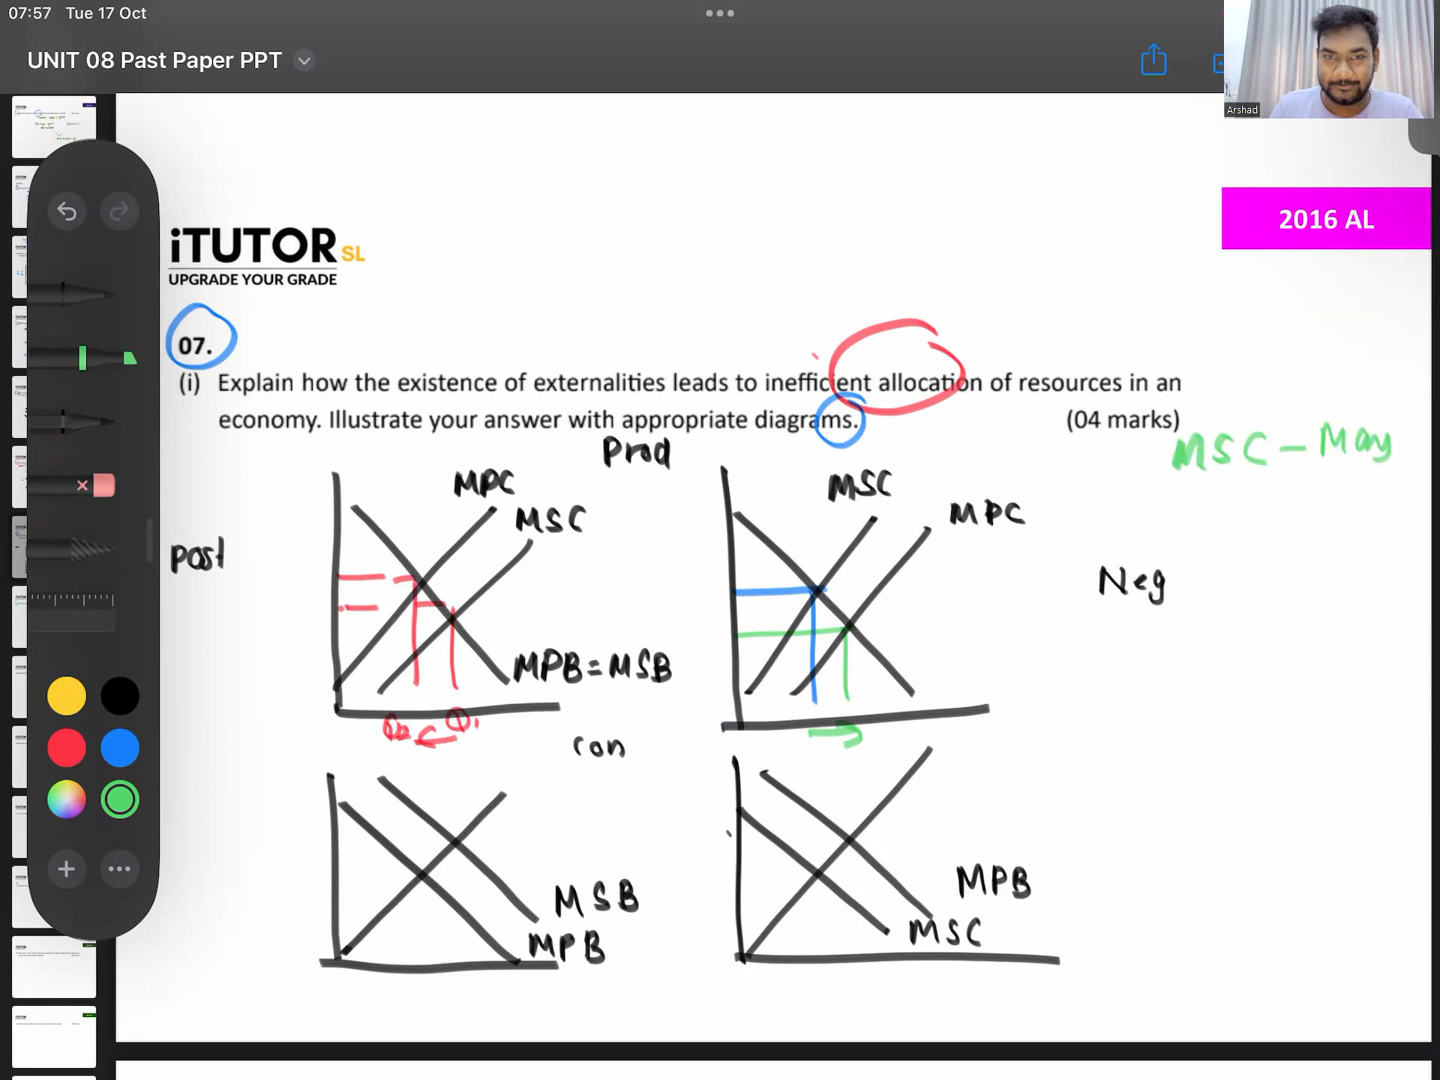 07:57 Tue 17 Oct
UNIT 08 Past Paper PPT
Arshad
2016 AL
iTUTOR SL
UPGRADE YOUR GRADE
07.
(i) Explain how the existence of externalities leads to inefficient allocation of resources in an
economy. Illustrate your answer with appropriate diagrams. (04 marks)
MSC - May
Prod
MPC
MSC
MSC
MPC
Post
Neg
MPB = MSB
Q2 Q1
con
MSB
MPB
MPB
MSC